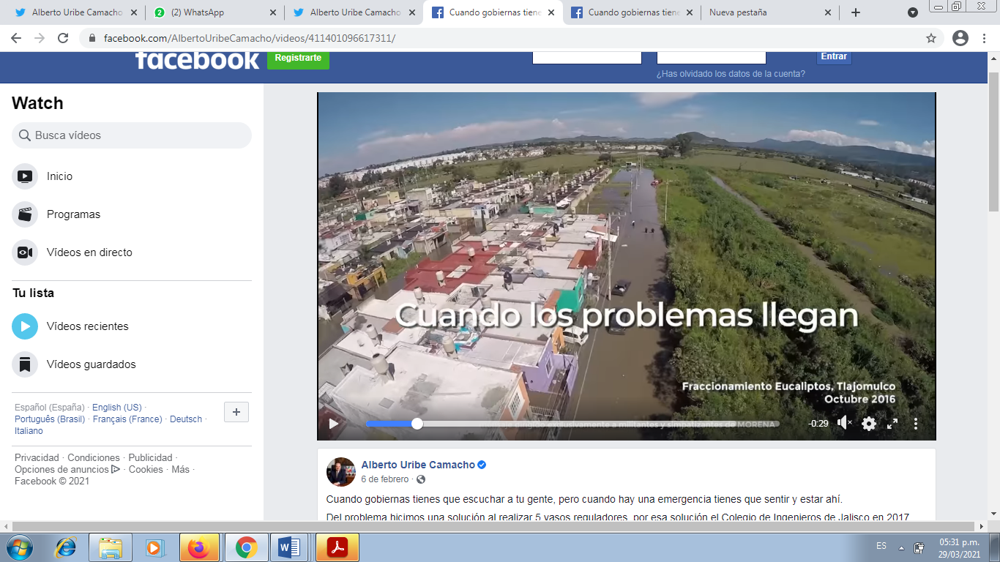 Alberto Uribe Camacho
(2) WhatsApp
Alberto Uribe Camacho
Cuando gobiernas tiene
Cuando gobiernas tiene
Nueva pestaña
facebook.com/AlbertoUribeCamacho/videos/411401096617311/
facebook
Registrarte
Entrar
¿Has olvidado los datos de la cuenta?
Watch
Busca vídeos
Inicio
Programas
Vídeos en directo
Tu lista
Vídeos recientes
Vídeos guardados
Español (España) · English (US) ·
Português (Brasil) · Français (France) · Deutsch ·
Italiano
Privacidad · Condiciones · Publicidad ·
Opciones de anuncios · Cookies · Más ·
Facebook © 2021
Cuando los problemas llegan
Fraccionamiento Eucaliptos, Tlajomulco
Octubre 2016
dirigido exclusivamente a militantes y simpatizantes de MORENA
-0:29
Alberto Uribe Camacho
6 de febrero ·
Cuando gobiernas tienes que escuchar a tu gente, pero cuando hay una emergencia tienes que sentir y estar ahí.
Del problema hicimos una solución al realizar 5 vasos reguladores, por esa solución el Colegio de Ingenieros de Jalisco en 2017
ES
05:31 p.m.
29/03/2021